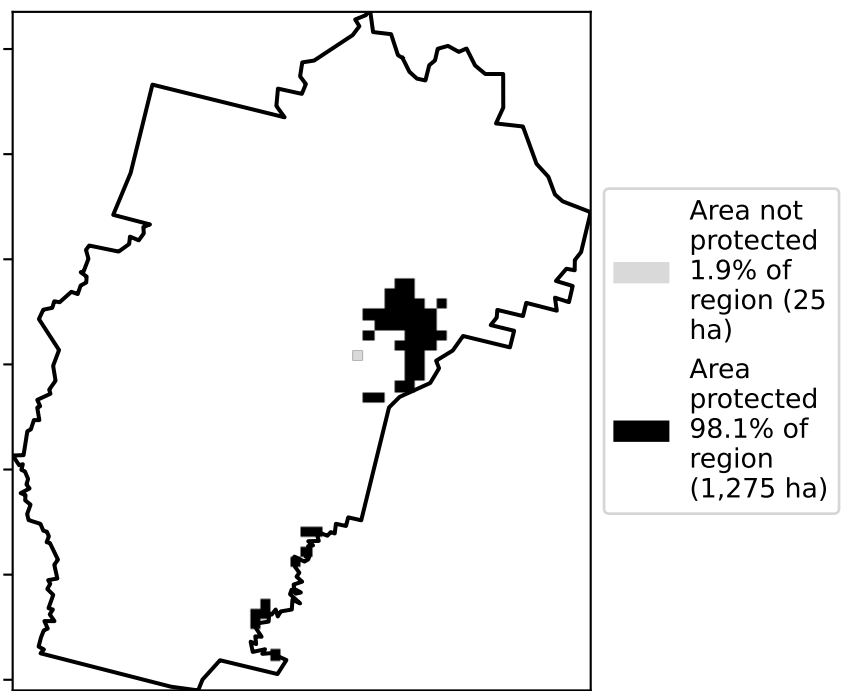 Area not
protected
1.9% of
region (25
ha)
Area
protected
98.1% of
region
(1,275 ha)